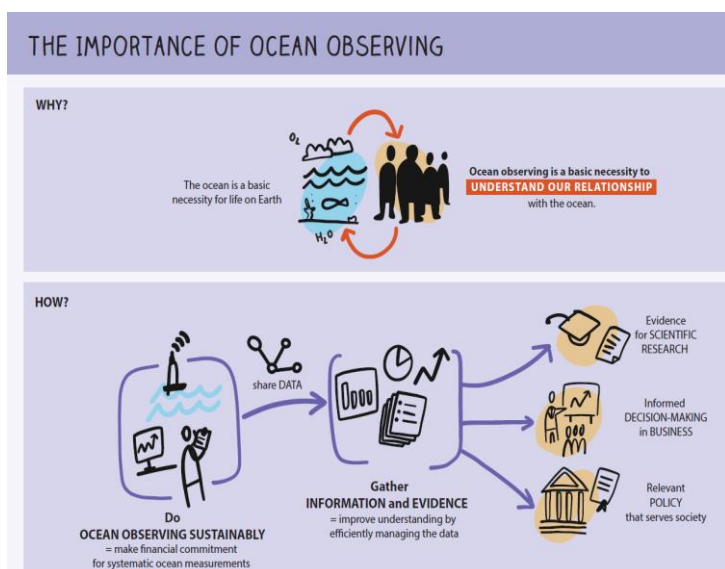 THE IMPORTANCE OF OCEAN OBSERVING
WHY?
The ocean is a basic
necessity for life on Earth
O₂
H₂O
Ocean observing is a basic necessity to
UNDERSTAND OUR RELATIONSHIP
with the ocean.
HOW?
Do
OCEAN OBSERVING SUSTAINABLY
= make financial commitment
for systematic ocean measurements
share DATA
Gather
INFORMATION and EVIDENCE
= improve understanding by
efficiently managing the data
Evidence
for SCIENTIFIC
RESEARCH
Informed
DECISION-MAKING
in BUSINESS
Relevant
POLICY
that serves society